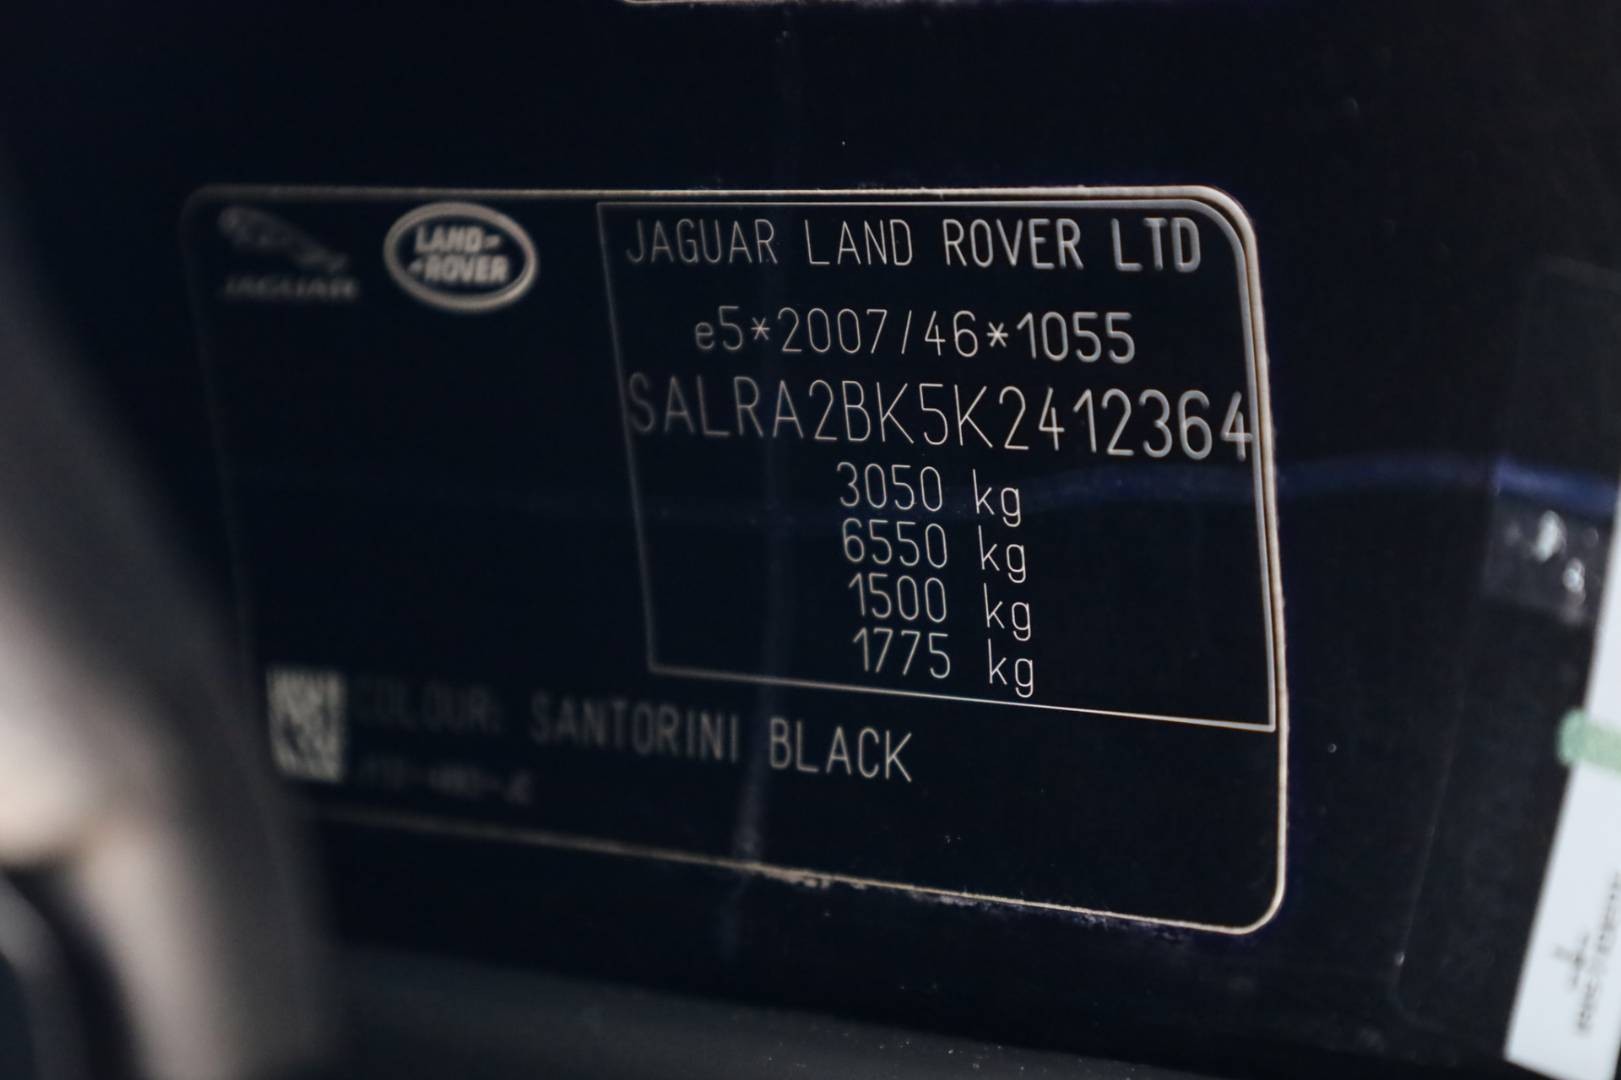 JAGUAR
LAND-
-ROVER
JAGUAR LAND ROVER LTD
e5*2007/46*1055
SALRA2BK5K2412364
3050 kg
6550 kg
1500 kg
1775 kg
COLOUR: SANTORINI BLACK